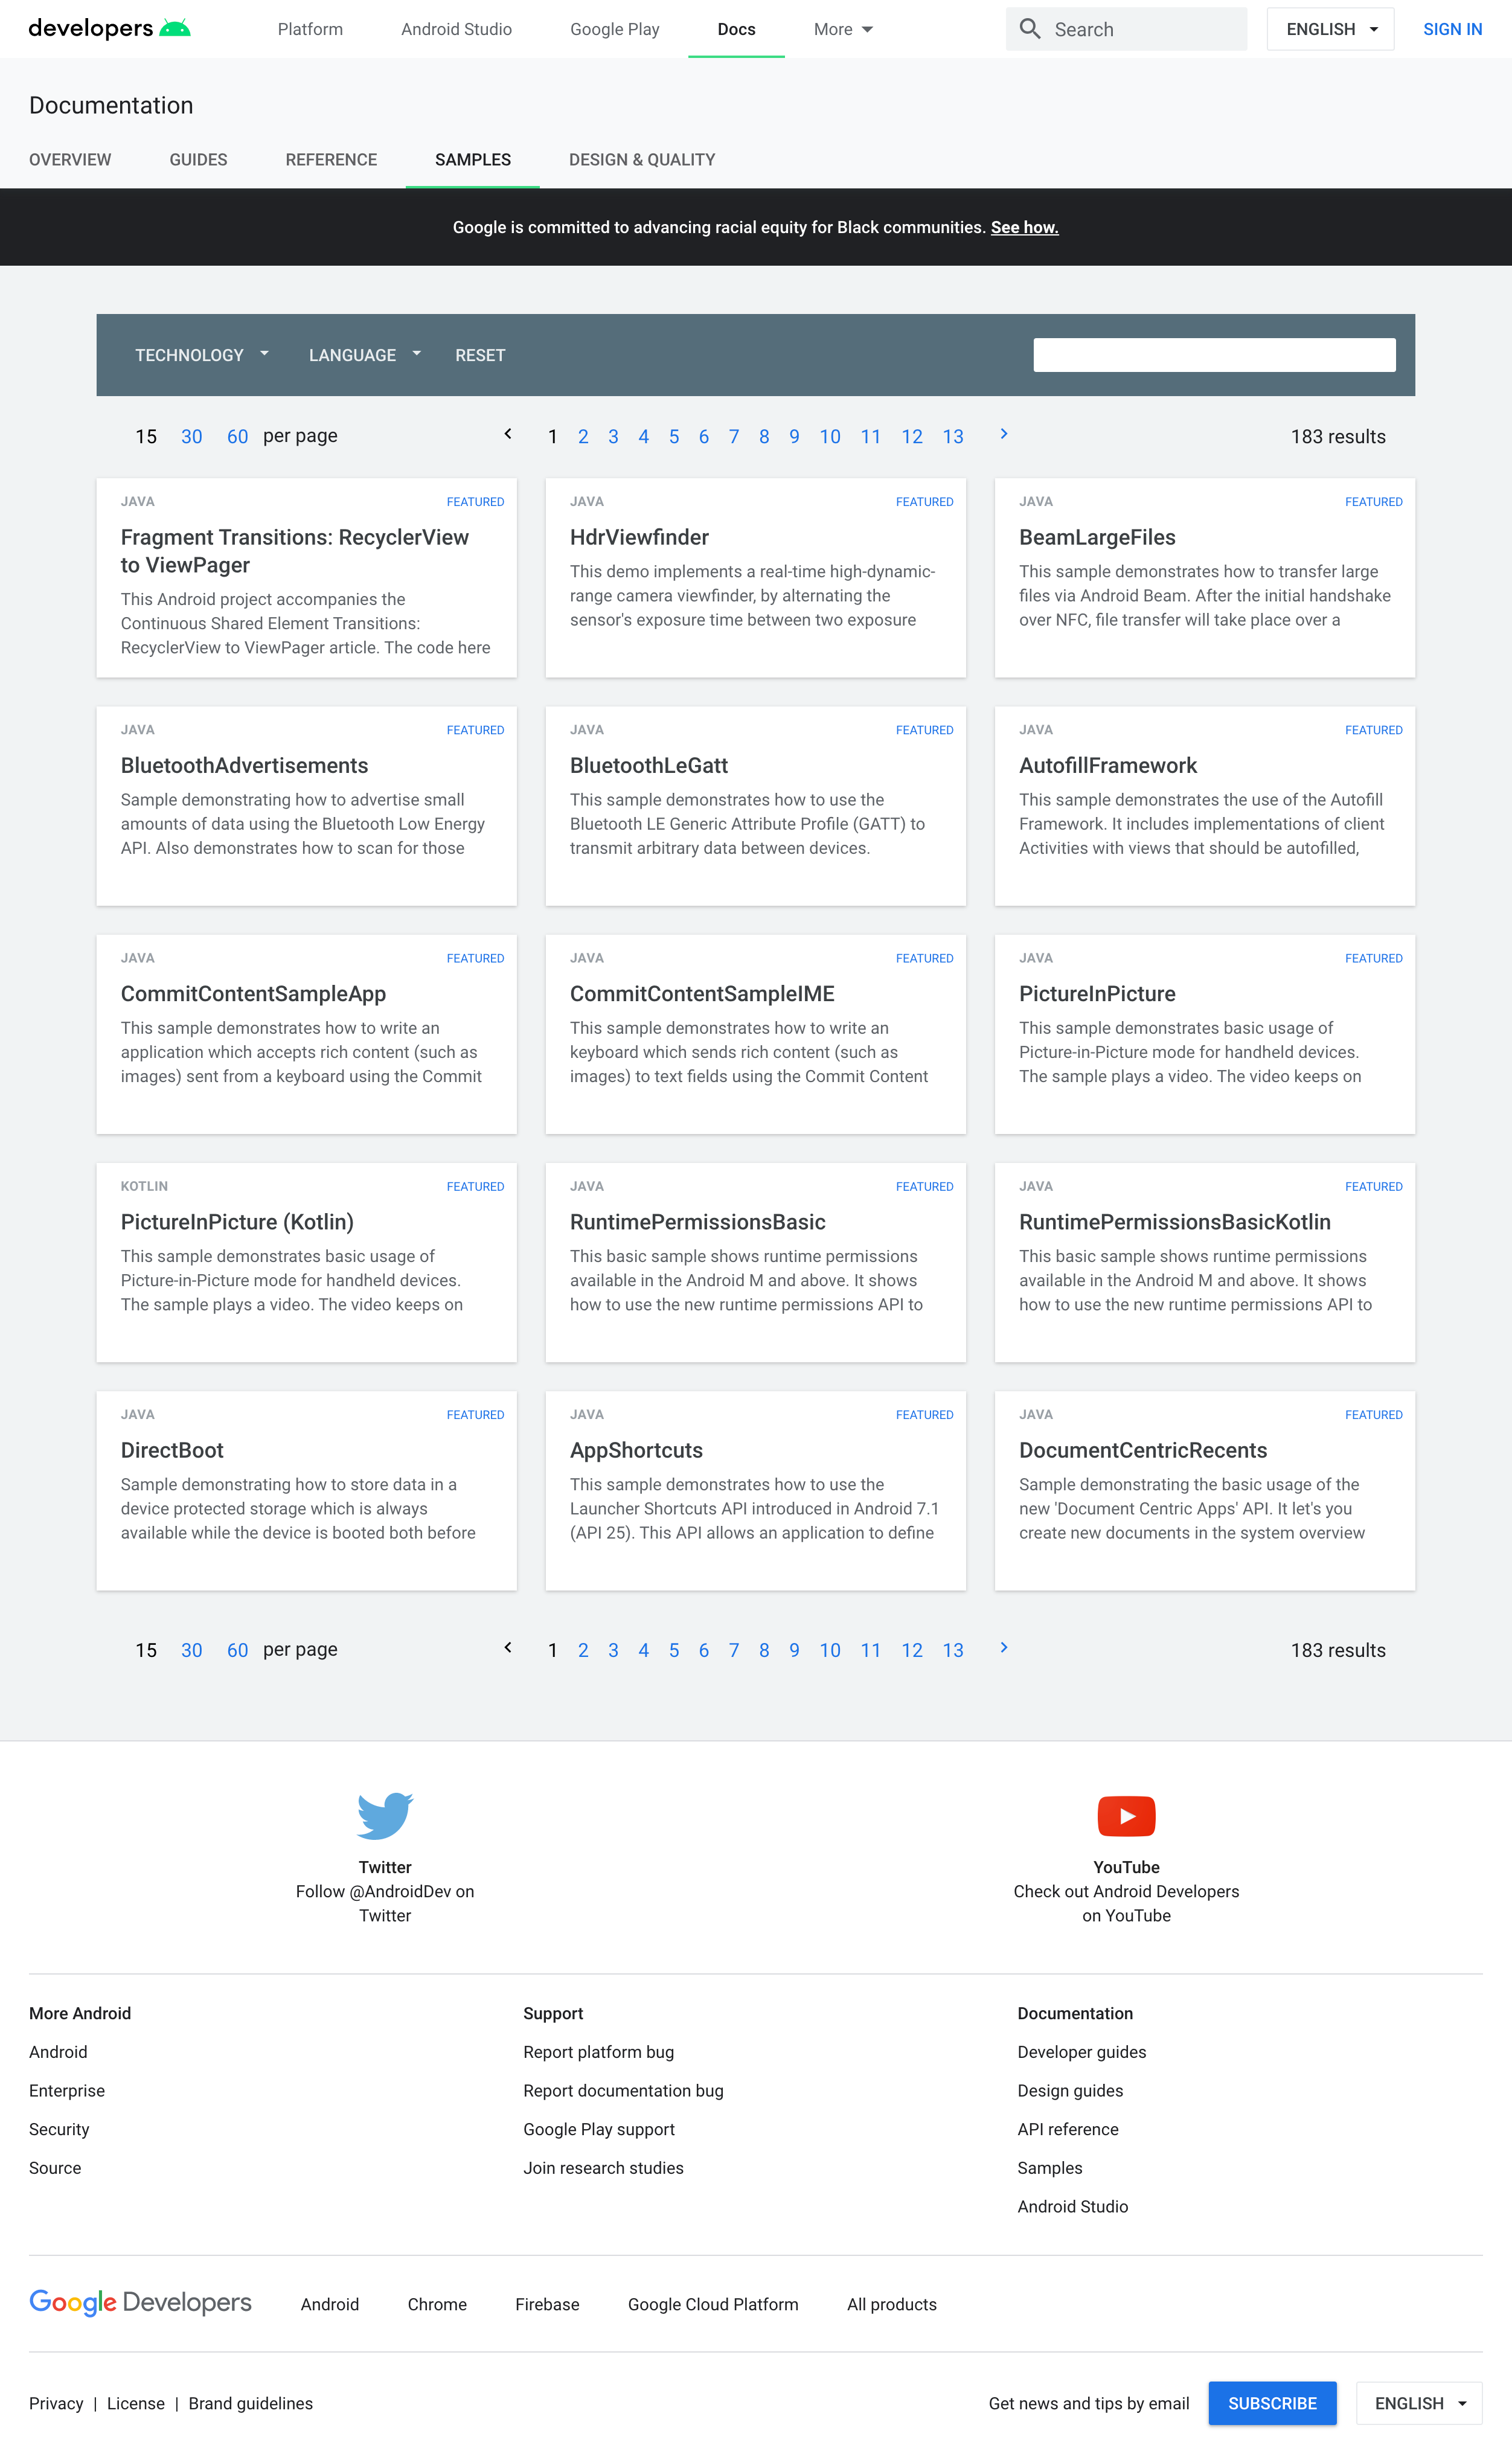 developers
Platform
Android Studio
Google Play
Docs
More
Search
ENGLISH
SIGN IN
Documentation
OVERVIEW
GUIDES
REFERENCE
SAMPLES
DESIGN & QUALITY
Google is committed to advancing racial equity for Black communities. See how.
TECHNOLOGY
LANGUAGE
RESET
15 30 60 per page
1 2 3 4 5 6 7 8 9 10 11 12 13
183 results
JAVA
FEATURED
Fragment Transitions: RecyclerView
to ViewPager
This Android project accompanies the
Continuous Shared Element Transitions:
RecyclerView to ViewPager article. The code here
JAVA
FEATURED
HdrViewfinder
This demo implements a real-time high-dynamic-
range camera viewfinder, by alternating the
sensor's exposure time between two exposure
JAVA
FEATURED
BeamLargeFiles
This sample demonstrates how to transfer large
files via Android Beam. After the initial handshake
over NFC, file transfer will take place over a
JAVA
FEATURED
BluetoothAdvertisements
Sample demonstrating how to advertise small
amounts of data using the Bluetooth Low Energy
API. Also demonstrates how to scan for those
JAVA
FEATURED
BluetoothLeGatt
This sample demonstrates how to use the
Bluetooth LE Generic Attribute Profile (GATT) to
transmit arbitrary data between devices.
JAVA
FEATURED
AutofillFramework
This sample demonstrates the use of the Autofill
Framework. It includes implementations of client
Activities with views that should be autofilled,
JAVA
FEATURED
CommitContentSampleApp
This sample demonstrates how to write an
application which accepts rich content (such as
images) sent from a keyboard using the Commit
JAVA
FEATURED
CommitContentSampleIME
This sample demonstrates how to write an
keyboard which sends rich content (such as
images) to text fields using the Commit Content
JAVA
FEATURED
PictureInPicture
This sample demonstrates basic usage of
Picture-in-Picture mode for handheld devices.
The sample plays a video. The video keeps on
KOTLIN
FEATURED
PictureInPicture (Kotlin)
This sample demonstrates basic usage of
Picture-in-Picture mode for handheld devices.
The sample plays a video. The video keeps on
JAVA
FEATURED
RuntimePermissionsBasic
This basic sample shows runtime permissions
available in the Android M and above. It shows
how to use the new runtime permissions API to
JAVA
FEATURED
RuntimePermissionsBasicKotlin
This basic sample shows runtime permissions
available in the Android M and above. It shows
how to use the new runtime permissions API to
JAVA
FEATURED
DirectBoot
Sample demonstrating how to store data in a
device protected storage which is always
available while the device is booted both before
JAVA
FEATURED
AppShortcuts
This sample demonstrates how to use the
Launcher Shortcuts API introduced in Android 7.1
(API 25). This API allows an application to define
JAVA
FEATURED
DocumentCentricRecents
Sample demonstrating the basic usage of the
new 'Document Centric Apps' API. It let's you
create new documents in the system overview
15 30 60 per page
1 2 3 4 5 6 7 8 9 10 11 12 13
183 results
Twitter
Follow @AndroidDev on
Twitter
YouTube
Check out Android Developers
on YouTube
More Android
Android
Enterprise
Security
Source
Support
Report platform bug
Report documentation bug
Google Play support
Join research studies
Documentation
Developer guides
Design guides
API reference
Samples
Android Studio
Google Developers
Android
Chrome
Firebase
Google Cloud Platform
All products
Privacy | License | Brand guidelines
Get news and tips by email
SUBSCRIBE
ENGLISH